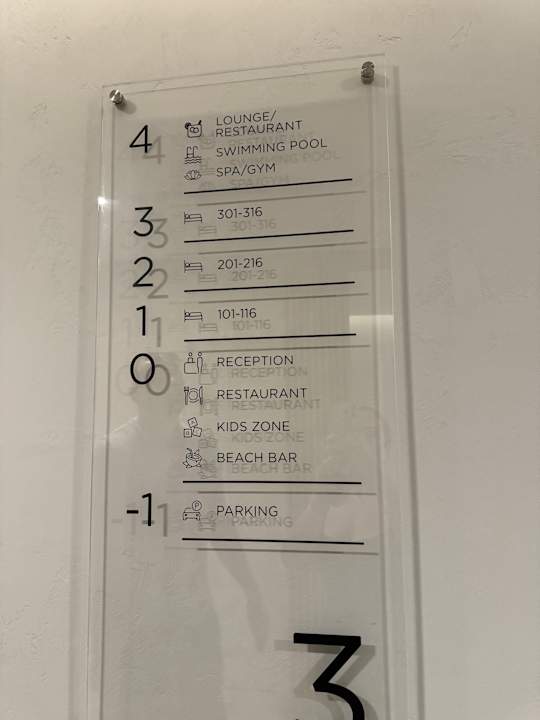 4
LOUNGE/
RESTAURANT
SWIMMING POOL
SPA/GYM
3
301-316
2
201-216
1
101-116
0
RECEPTION
RESTAURANT
KIDS ZONE
BEACH BAR
-1
P
PARKING
3